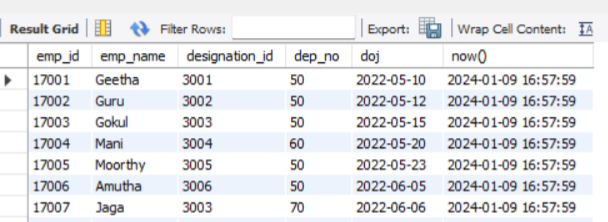 Result Grid Filter Rows: Export: Wrap Cell Content: IA
emp_id emp_name designation_id dep_no doj now()
17001 Geetha 3001 50 2022-05-10 2024-01-09 16:57:59
17002 Guru 3002 50 2022-05-12 2024-01-09 16:57:59
17003 Gokul 3003 50 2022-05-15 2024-01-09 16:57:59
17004 Mani 3004 60 2022-05-20 2024-01-09 16:57:59
17005 Moorthy 3005 50 2022-05-23 2024-01-09 16:57:59
17006 Amutha 3006 50 2022-06-05 2024-01-09 16:57:59
17007 Jaga 3003 70 2022-06-06 2024-01-09 16:57:59